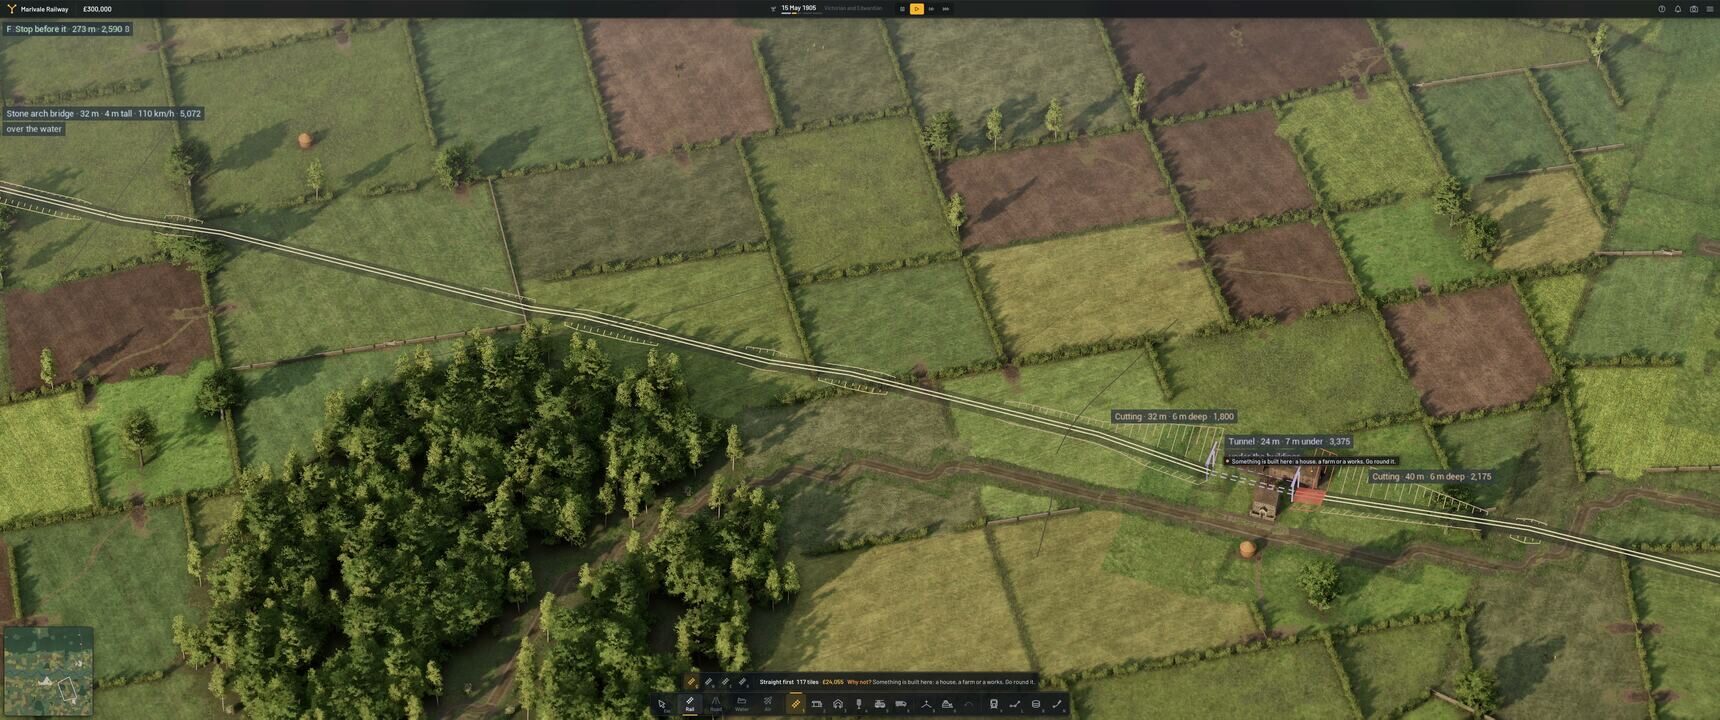 Marlvale Railway £300,000
15 May 1905 Victorian and Edwardian
F Stop before it · 273 m · 2,590
Stone arch bridge · 32 m · 4 m tall · 110 km/h · 5,072
over the water
Cutting · 32 m · 6 m deep · 1,800
Tunnel · 24 m · 7 m under · 3,375
Something is built here: a house, a farm or a works. Go round it.
Cutting · 40 m · 6 m deep · 2,175
Straight first 117 tiles £24,055 Why not? Something is built here: a house, a farm or a works. Go round it.
Rail Road Water Air